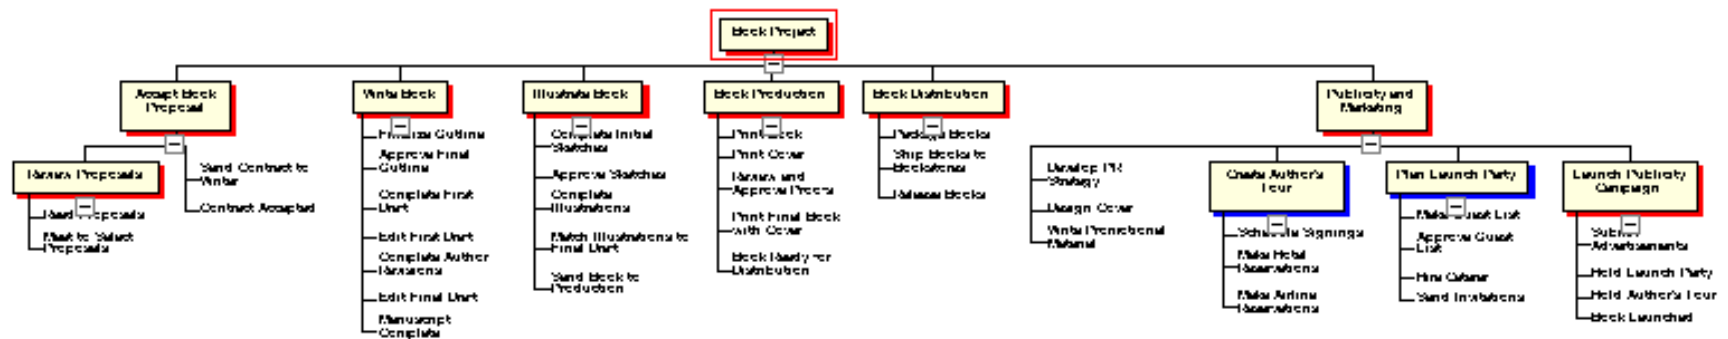 Book Project
Accept Book
Proposal
Review Proposals
Read Proposals
Meet to Select
Proposals
Send Contract to
Writer
Contract Accepted
Write Book
Finalize Outline
Approve Final
Outline
Complete First
Draft
Edit First Draft
Complete Author
Revisions
Edit Final Draft
Manuscript
Complete
Illustrate Book
Complete Initial
Sketches
Approve Sketches
Complete
Illustrations
Match Illustrations to
Final Draft
Send Book to
Production
Book Production
Print Book
Print Cover
Review and
Approve Proofs
Print Final Book
with Cover
Book Ready for
Distribution
Book Distribution
Package Books
Ship Books to
Bookstores
Release Books
Publicity and
Marketing
Develop PR
Strategy
Design Cover
Write Promotional
Material
Create Author's
Tour
Schedule Signings
Make Hotel
Reservations
Make Airline
Reservations
Plan Launch Party
Make Guest List
Approve Guest
List
Hire Caterer
Send Invitations
Launch Publicity
Campaign
Submit
Advertisements
Hold Launch Party
Hold Author's Tour
Book Launched